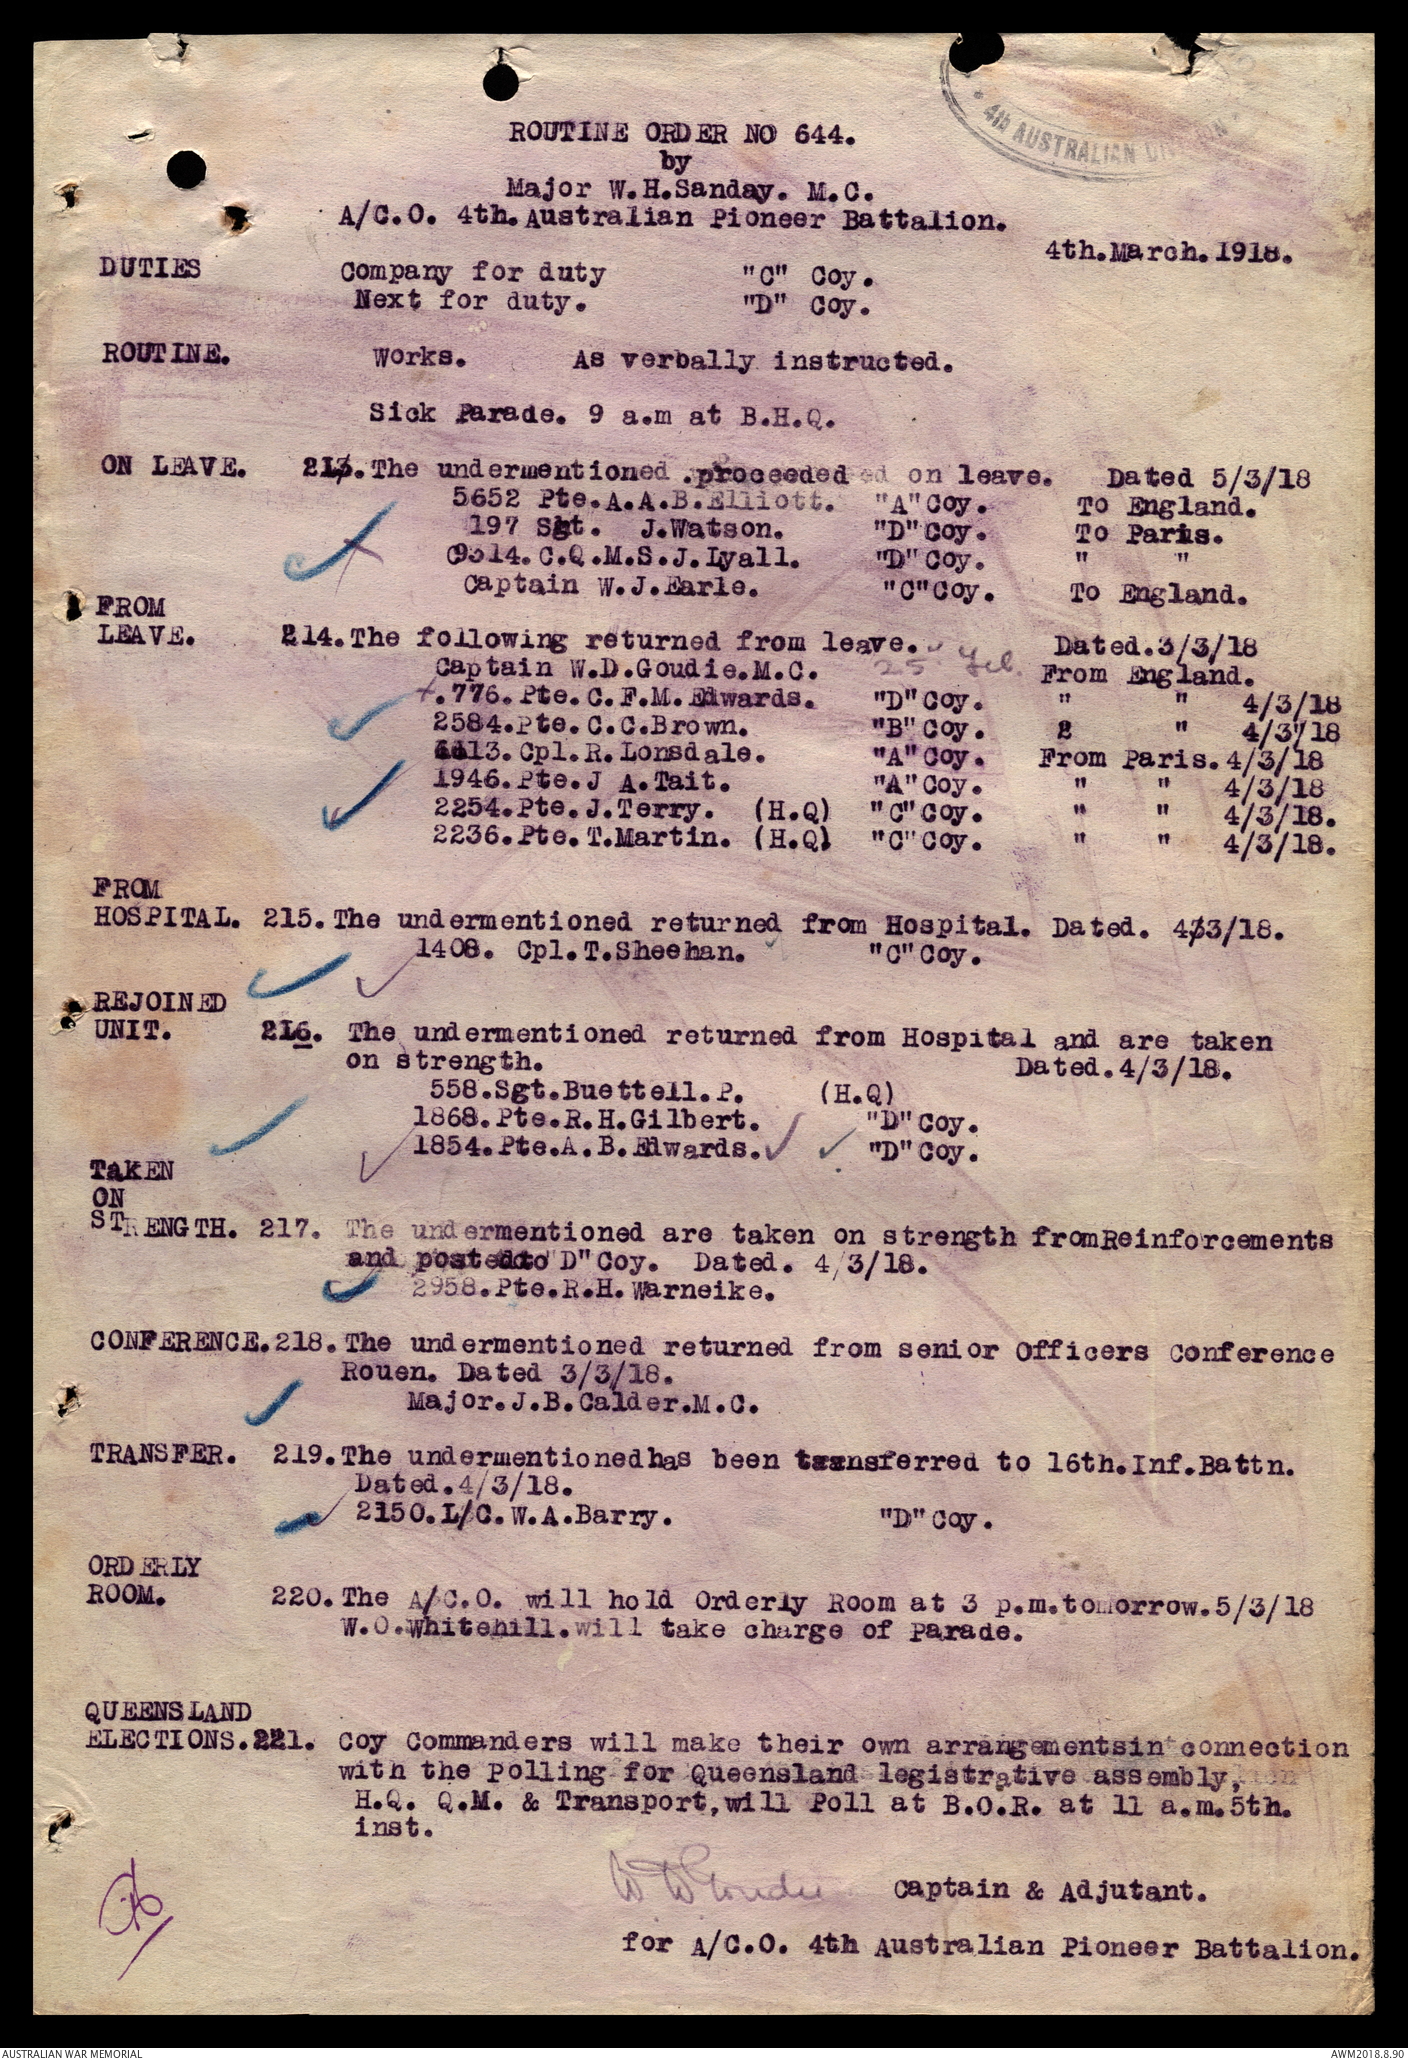 4th AUSTRALIAN
ROUTINE ORDER NO 644.
by
Major W.H.Sanday. M.C.
A/C.O. 4th.Australian Pioneer Battalion.
4th.March.1918.
DUTIES Company for duty "C" Coy.
Next for duty. "D" Coy.
ROUTINE. Works. As verbally instructed.
Sick Parade. 9 a.m at B.H.Q.
ON LEAVE. 213.The undermentioned .proceeded on leave. Dated 5/3/18
5652 Pte.A.A.B.Elliott. "A"Coy. To England.
197 Sgt. J.Watson. "D"Coy. To Paris.
9314.C.Q.M.S.J.Lyall. "D"Coy. " "
Captain W.J.Earle. "C"Coy. To England.
FROM
LEAVE. 214.The following returned from leave. Dated.3/3/18
Captain W.D.Goudie.M.C. 25 Feb. From England.
.776.Pte.C.F.M.Edwards. "D"Coy. " " 4/3/18
2584.Pte.C.C.Brown. "B"Coy. 2 " 4/3/18
1113.Cpl.R.Lonsdale. "A"Coy. From Paris.4/3/18
1946.Pte.J A.Tait. "A"Coy. " " 4/3/18
2254.Pte.J.Terry. (H.Q) "C"Coy. " " 4/3/18.
2236.Pte.T.Martin. (H.Q) "C"Coy. " " 4/3/18.
FROM
HOSPITAL. 215.The undermentioned returned from Hospital. Dated. 4/3/18.
1408. Cpl.T.Sheehan. "C"Coy.
REJOINED
UNIT. 216. The undermentioned returned from Hospital and are taken
on strength. Dated.4/3/18.
558.Sgt.Buettell.P. (H.Q)
1868.Pte.R.H.Gilbert. "D"Coy.
1854.Pte.A.B.Edwards. "D"Coy.
TAKEN
ON
STRENGTH. 217. The undermentioned are taken on strength fromReinforcements
and postedto"D"Coy. Dated. 4/3/18.
2958.Pte.R.H.Warneike.
CONFERENCE.218.The undermentioned returned from senior Officers Conference
Rouen. Dated 3/3/18.
Major.J.B.Calder.M.C.
TRANSFER. 219.The undermentionedhas been transferred to 16th.Inf.Battn.
Dated.4/3/18.
2150.L/C.W.A.Barry. "D"Coy.
ORDERLY
ROOM. 220.The A/C.O. will hold Orderly Room at 3 p.m.tomorrow.5/3/18
W.O.Whitehill.will take charge of Parade.
QUEENSLAND
ELECTIONS.221. Coy Commanders will make their own arrangementsin connection
with the Polling for Queensland legistrative assembly,
H.Q. Q.M. & Transport,will Poll at B.O.R. at 11 a.m.5th.
inst.
W D Goudie Captain & Adjutant.
for A/C.O. 4th Australian Pioneer Battalion.
AUSTRALIAN WAR MEMORIAL AWM2018.8.90